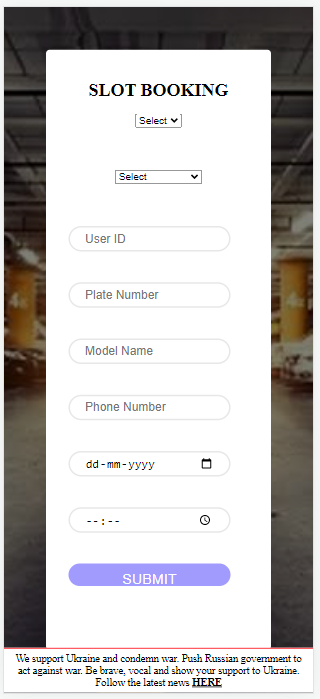 SLOT BOOKING
Select
Select
User ID
Plate Number
Model Name
Phone Number
dd-mm-yyyy
--:--
SUBMIT
We support Ukraine and condemn war. Push Russian government to
act against war. Be brave, vocal and show your support to Ukraine.
Follow the latest news HERE